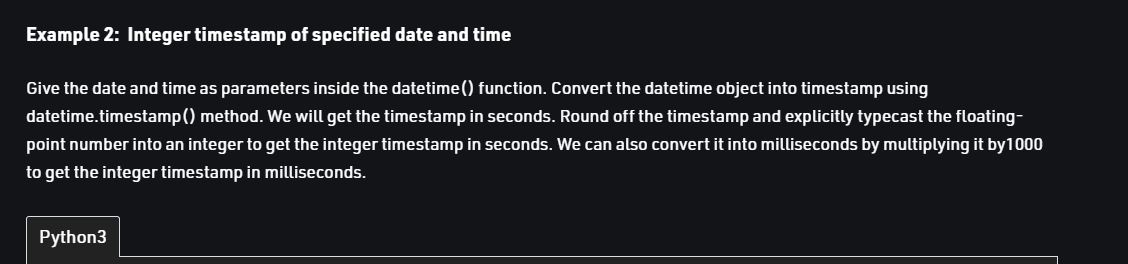 Example 2:  Integer timestamp of specified date and time
Give the date and time as parameters inside the datetime() function. Convert the datetime object into timestamp using
datetime.timestamp() method. We will get the timestamp in seconds. Round off the timestamp and explicitly typecast the floating-
point number into an integer to get the integer timestamp in seconds. We can also convert it into milliseconds by multiplying it by1000
to get the integer timestamp in milliseconds.
Python3